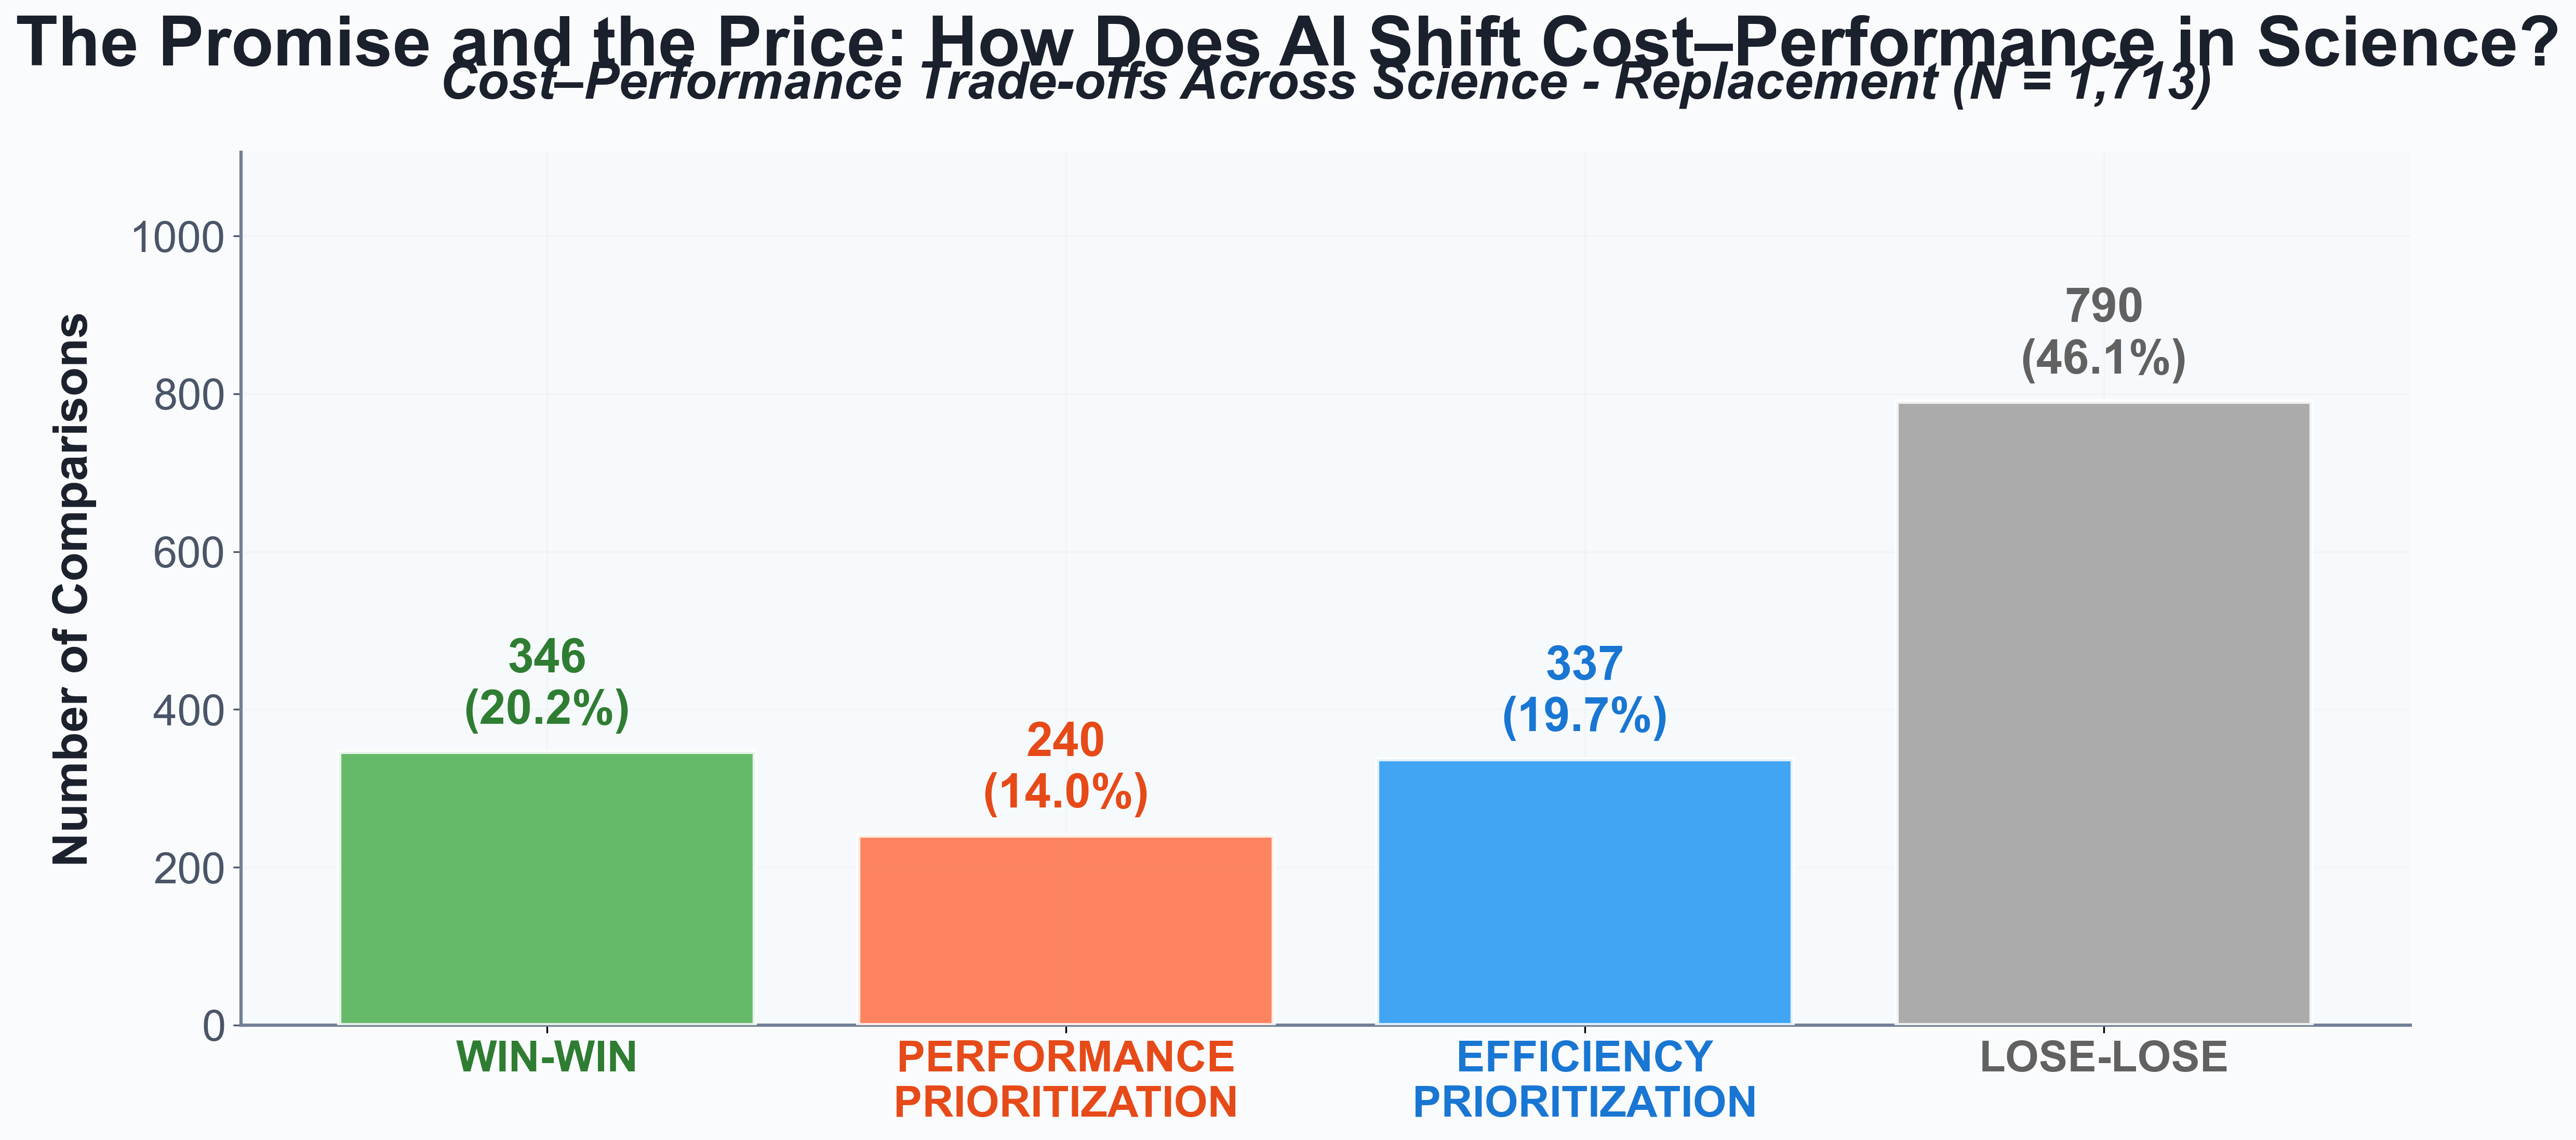 The Promise and the Price: How Does AI Shift Cost–Performance in Science?
Cost–Performance Trade-offs Across Science - Replacement (N = 1,713)
Number of Comparisons
1000
800
600
400
200
0
346
(20.2%)
240
(14.0%)
337
(19.7%)
790
(46.1%)
WIN-WIN
PERFORMANCE
PRIORITIZATION
EFFICIENCY
PRIORITIZATION
LOSE-LOSE